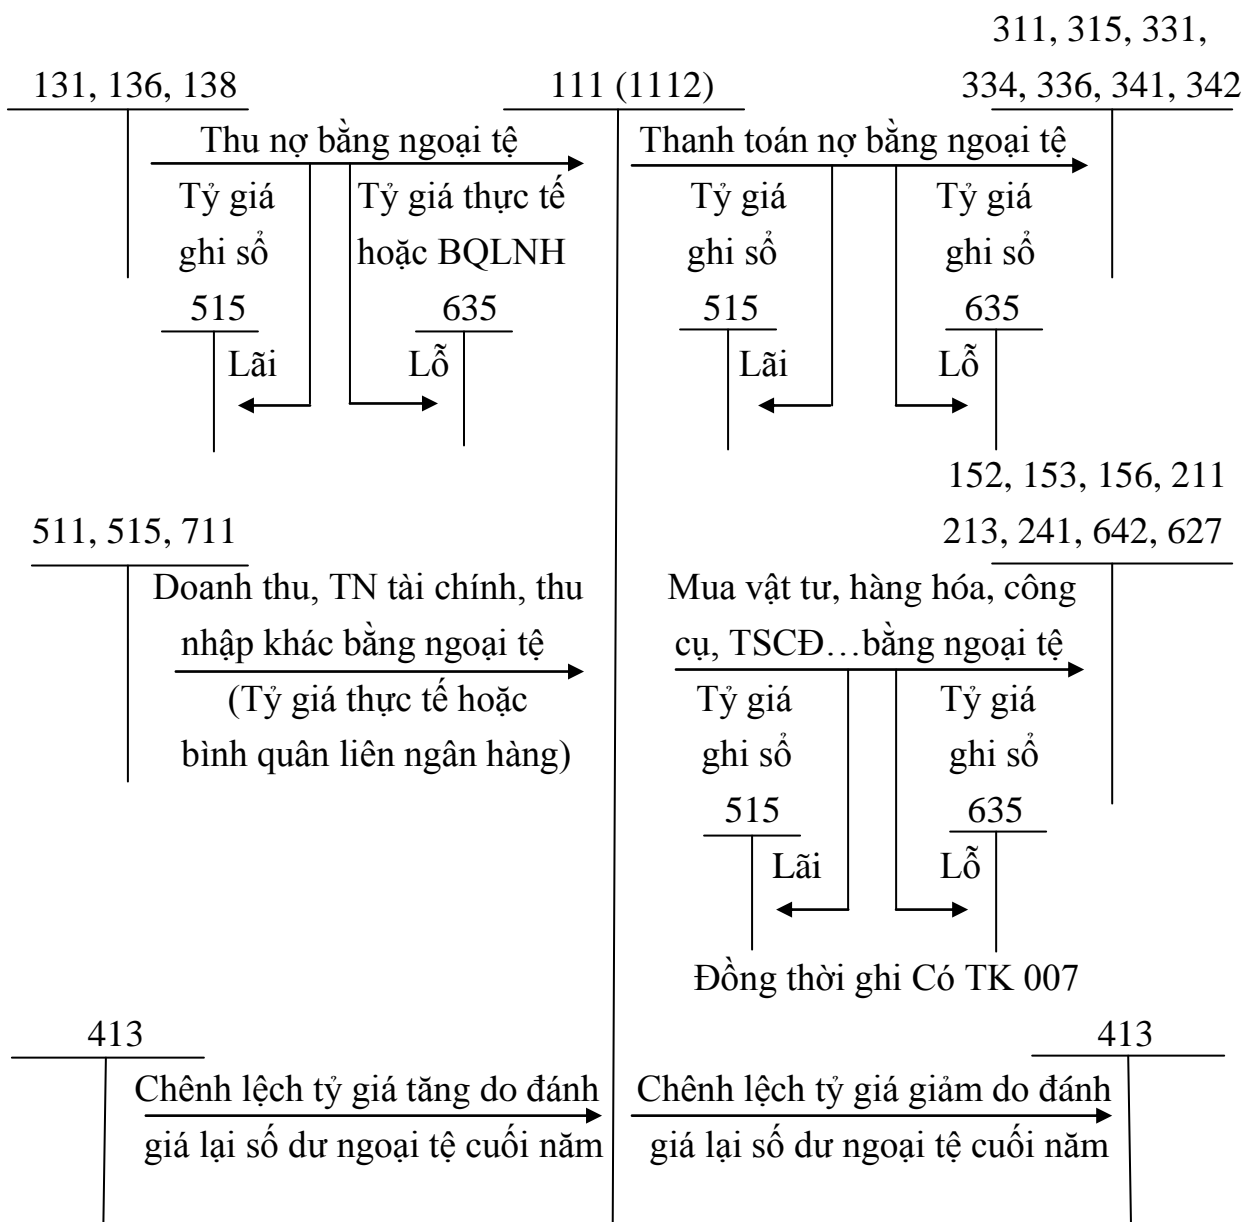 311, 315, 331,
131, 136, 138
111 (1112)
334, 336, 341, 342
Thu nợ bằng ngoại tệ
Thanh toán nợ bằng ngoại tệ
Tỷ giá
ghi sổ
Tỷ giá thực tế
hoặc BQLNH
Tỷ giá
ghi sổ
Tỷ giá
ghi sổ
515
635
515
635
Lãi
Lỗ
Lãi
Lỗ
152, 153, 156, 211
511, 515, 711
213, 241, 642, 627
Doanh thu, TN tài chính, thu
nhập khác bằng ngoại tệ
(Tỷ giá thực tế hoặc
bình quân liên ngân hàng)
Mua vật tư, hàng hóa, công
cụ, TSCĐ…bằng ngoại tệ
Tỷ giá
ghi sổ
Tỷ giá
ghi sổ
515
635
Lãi
Lỗ
Đồng thời ghi Có TK 007
413
413
Chênh lệch tỷ giá tăng do đánh
giá lại số dư ngoại tệ cuối năm
Chênh lệch tỷ giá giảm do đánh
giá lại số dư ngoại tệ cuối năm